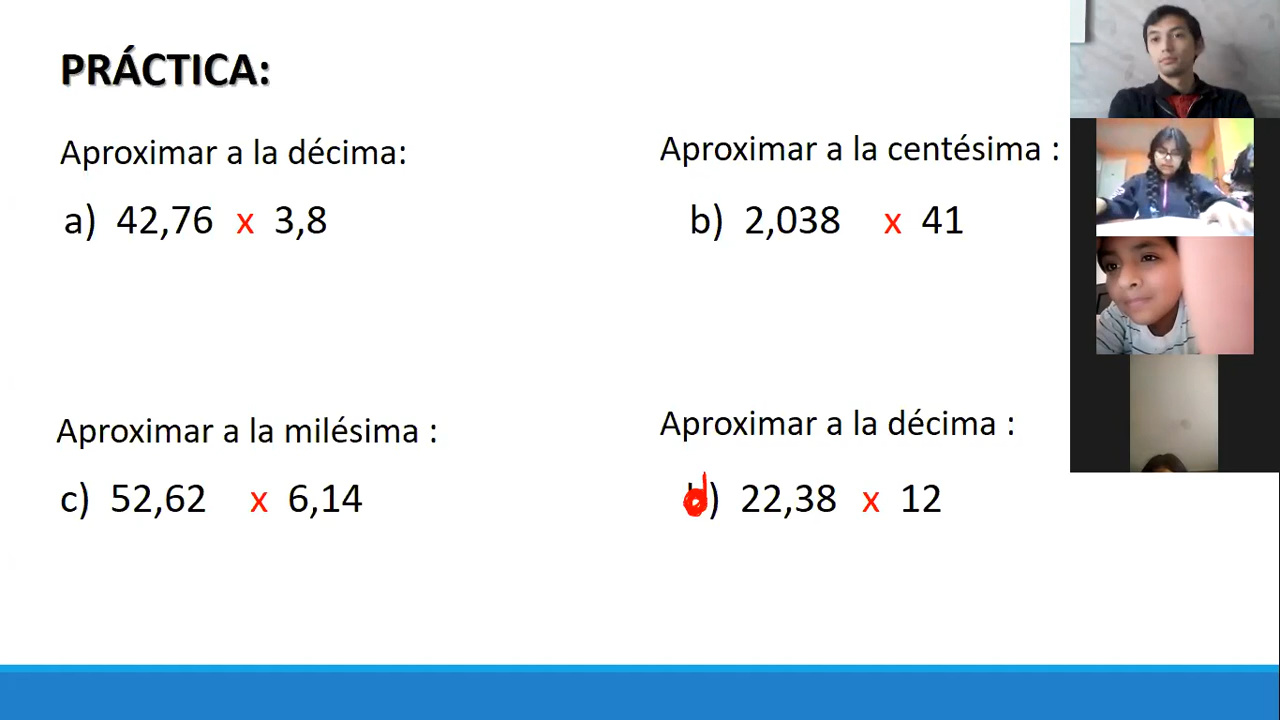 PRÁCTICA:
Aproximar a la décima:
a) 42,76 x 3,8
Aproximar a la centésima :
b) 2,038 x 41
Aproximar a la milésima :
c) 52,62 x 6,14
Aproximar a la décima :
d) 22,38 x 12